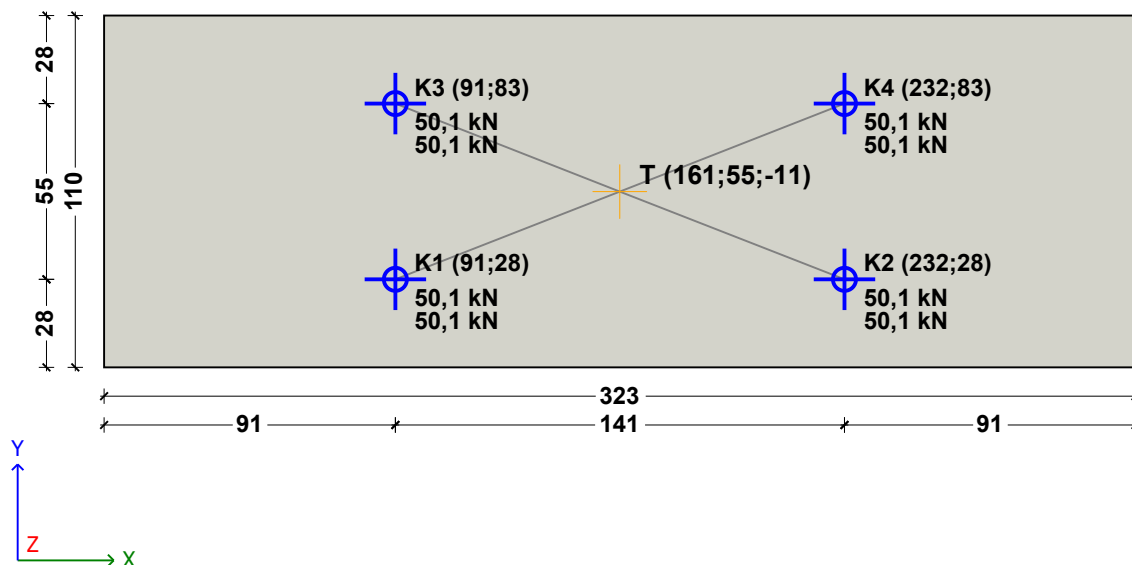 28
55
28
110
K3 (91;83)
50,1 kN
50,1 kN
K4 (232;83)
50,1 kN
50,1 kN
T (161;55;-11)
K1 (91;28)
50,1 kN
50,1 kN
K2 (232;28)
50,1 kN
50,1 kN
323
91
141
91
Y
Z
X